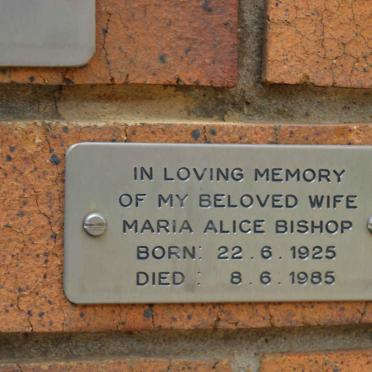 IN LOVING MEMORY
OF MY BELOVED WIFE
MARIA ALICE BISHOP
BORN: 22.6.1925
DIED : 8.6.1985